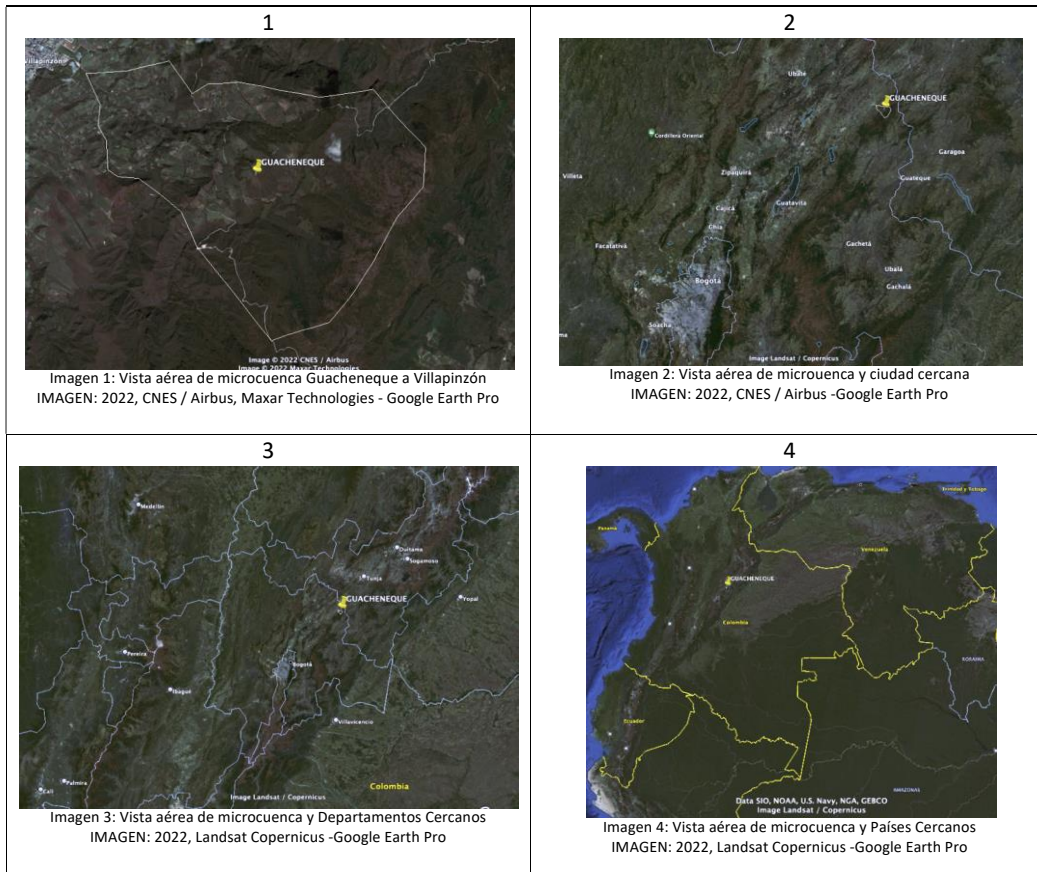 1
Villapinzón
GUACHENEQUE
Image © 2022 CNES / Airbus
Image © 2022 Maxar Technologies
Imagen 1: Vista aérea de microcuenca Guacheneque a Villapinzón
IMAGEN: 2022, CNES / Airbus, Maxar Technologies - Google Earth Pro
2
Ubaté
GUACHENEQUE
Cordillera Oriental
Garagoa
Villeta
Zipaquirá
Guateque
Guatavita
Cajicá
Chía
Facatativá
Gachetá
Ubalá
Bogotá
Gachalá
Soacha
Image Landsat / Copernicus
Imagen 2: Vista aérea de microuenca y ciudad cercana
IMAGEN: 2022, CNES / Airbus -Google Earth Pro
3
Medellín
Duitama
Sogamoso
Tunja
GUACHENEQUE
Yopal
Pereira
Bogotá
Ibagué
Villavicencio
Palmira
Cali
Colombia
Image Landsat / Copernicus
Imagen 3: Vista aérea de microcuenca y Departamentos Cercanos
IMAGEN: 2022, Landsat Copernicus -Google Earth Pro
4
Trinidad y Tobago
Panamá
Venezuela
GUACHENEQUE
Colombia
RORAIMA
Ecuador
AMAZONAS
Data SIO, NOAA, U.S. Navy, NGA, GEBCO
Image Landsat / Copernicus
Imagen 4: Vista aérea de microcuenca y Países Cercanos
IMAGEN: 2022, Landsat Copernicus -Google Earth Pro